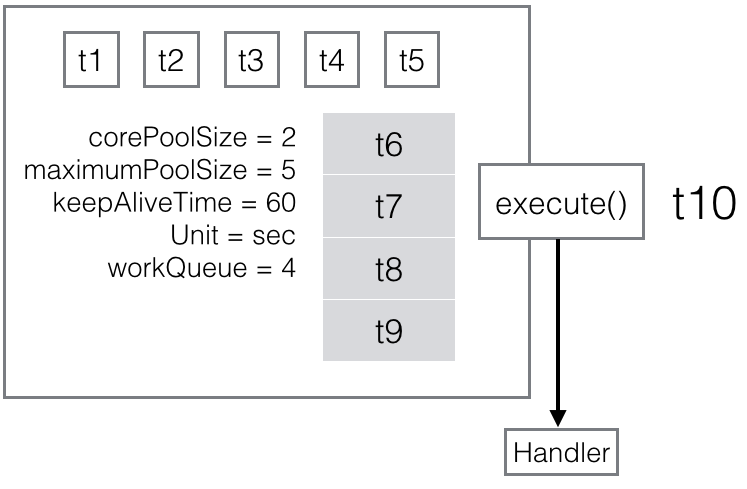 t1 t2 t3 t4 t5
corePoolSize = 2
maximumPoolSize = 5
keepAliveTime = 60
Unit = sec
workQueue = 4
t6
t7
t8
t9
execute()
t10
Handler